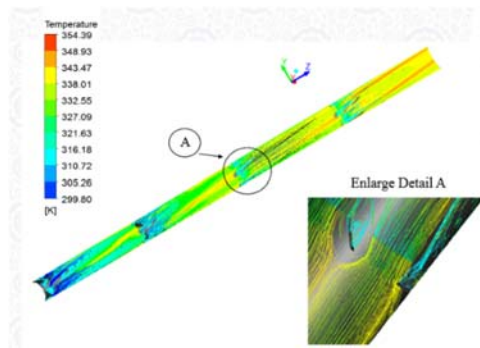 Temperature
354.39
348.93
343.47
338.01
332.55
327.09
321.63
316.18
310.72
305.26
299.80
[K]
A
Enlarge Detail A